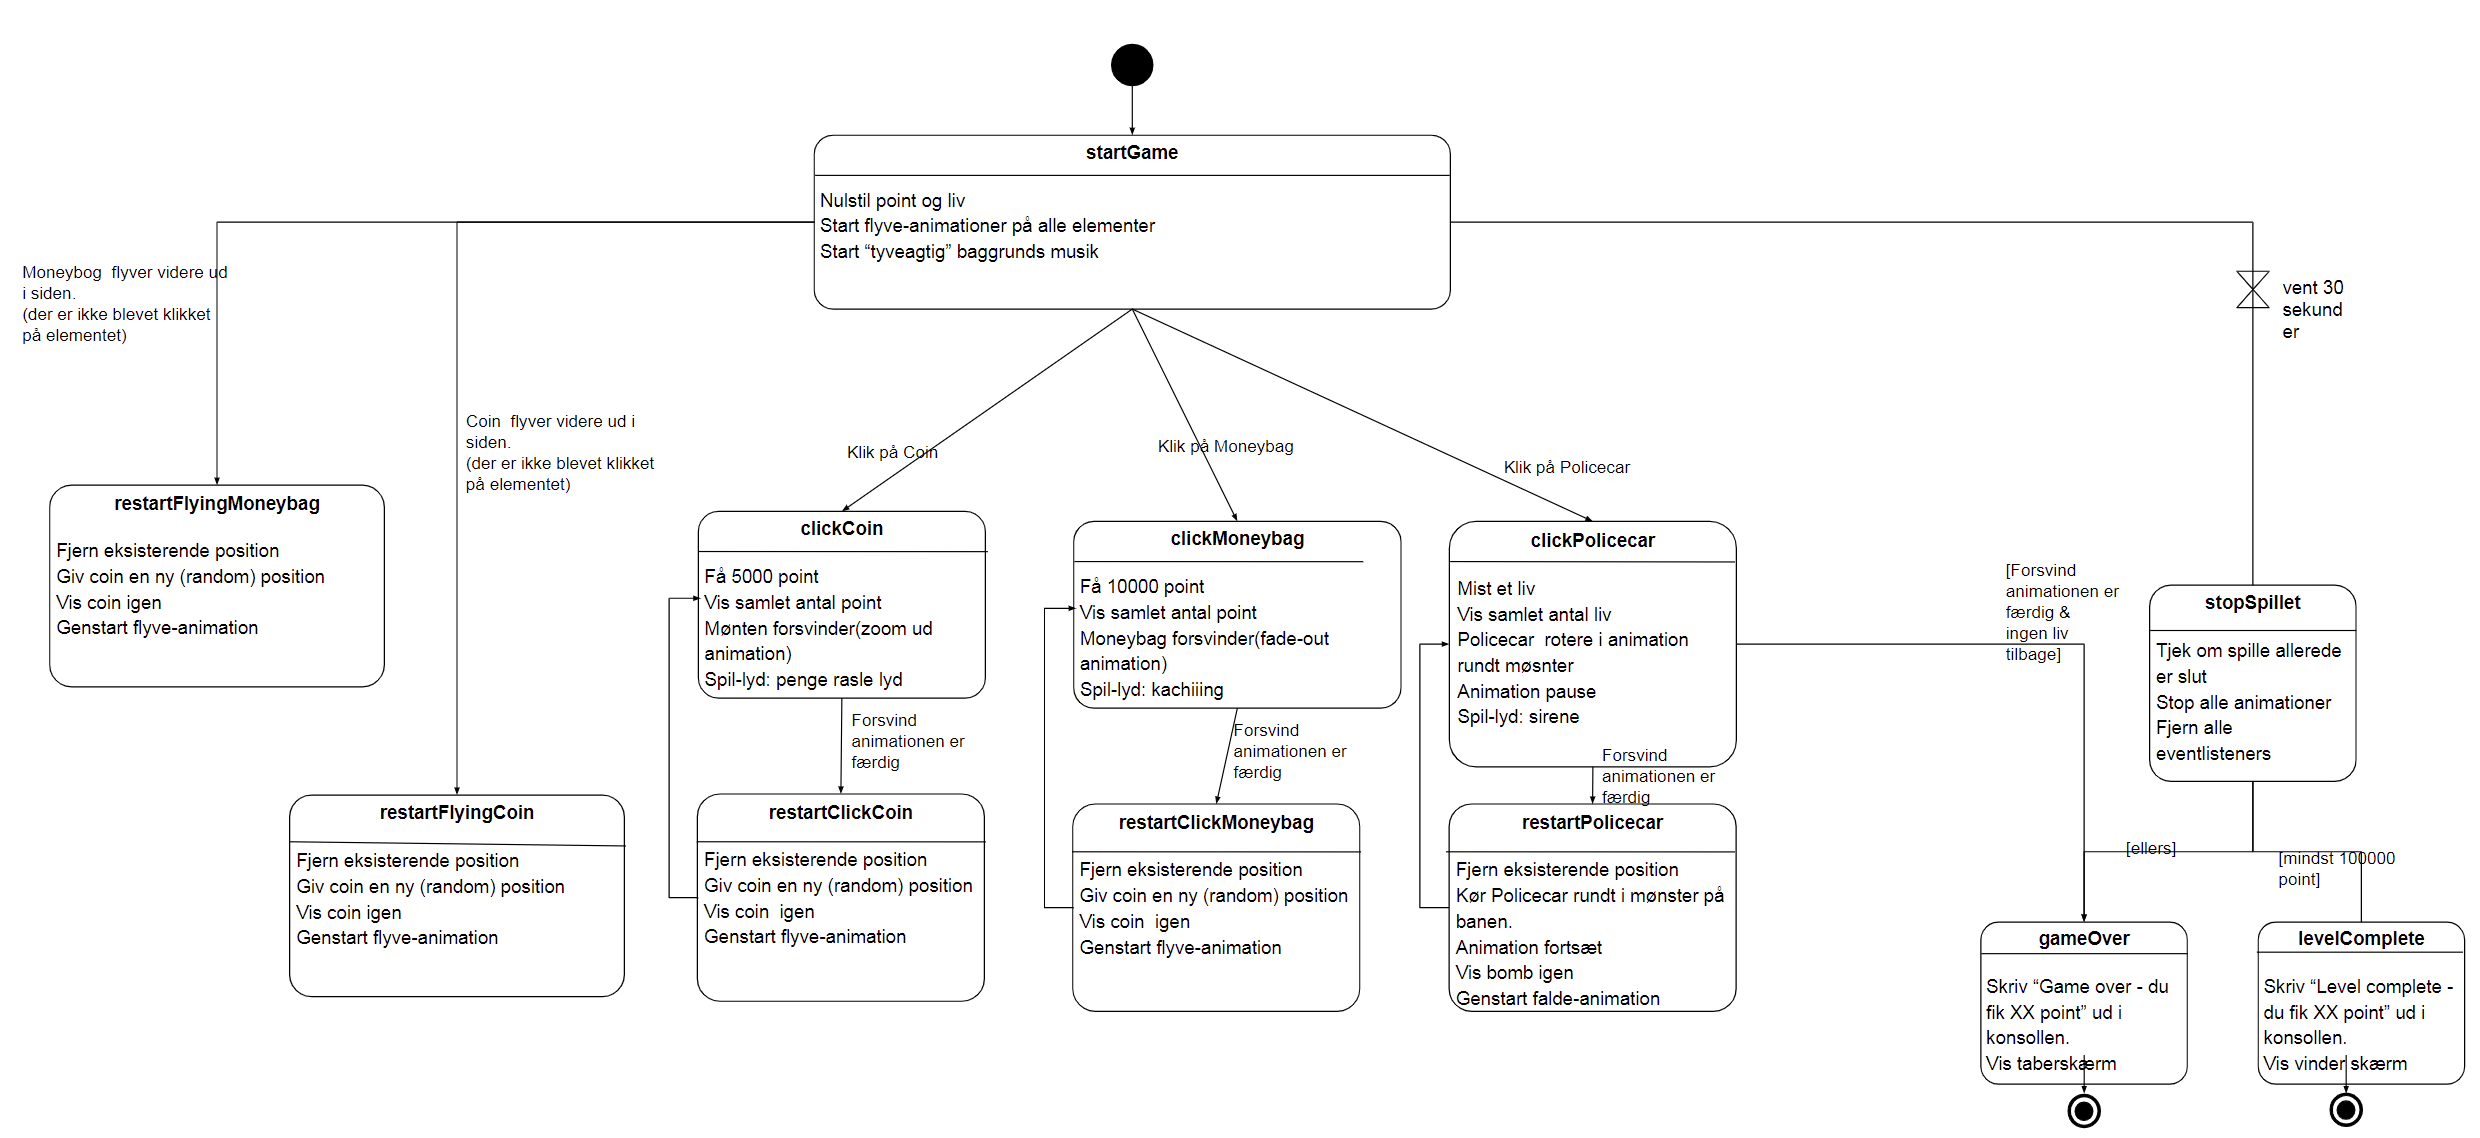 startGame
Nulstil point og liv
Start flyve-animationer på alle elementer
Start “tyveagtig” baggrunds musik
Moneybog  flyver videre ud
i siden.
(der er ikke blevet klikket
på elementet)
vent 30
sekund
er
Coin  flyver videre ud i
siden.
(der er ikke blevet klikket
på elementet)
Klik på Coin
Klik på Moneybag
Klik på Policecar
restartFlyingMoneybag
Fjern eksisterende position
Giv coin en ny (random) position
Vis coin igen
Genstart flyve-animation
clickCoin
Få 5000 point
Vis samlet antal point
Mønten forsvinder(zoom ud
animation)
Spil-lyd: penge rasle lyd
clickMoneybag
Få 10000 point
Vis samlet antal point
Moneybag forsvinder(fade-out
animation)
Spil-lyd: kachiiing
clickPolicecar
Mist et liv
Vis samlet antal liv
Policecar  rotere i animation
rundt møsnter
Animation pause
Spil-lyd: sirene
[Forsvind
animationen er
færdig &
ingen liv
tilbage]
stopSpillet
Tjek om spille allerede
er slut
Stop alle animationer
Fjern alle
eventlisteners
Forsvind
animationen er
færdig
Forsvind
animationen er
færdig
Forsvind
animationen er
færdig
restartFlyingCoin
Fjern eksisterende position
Giv coin en ny (random) position
Vis coin igen
Genstart flyve-animation
restartClickCoin
Fjern eksisterende position
Giv coin en ny (random) position
Vis coin  igen
Genstart flyve-animation
restartClickMoneybag
Fjern eksisterende position
Giv coin en ny (random) position
Vis coin  igen
Genstart flyve-animation
restartPolicecar
Fjern eksisterende position
Kør Policecar rundt i mønster på
banen.
Animation fortsæt
Vis bomb igen
Genstart falde-animation
[ellers]
[mindst 100000
point]
gameOver
Skriv “Game over - du
fik XX point” ud i
konsollen.
Vis taberskærm
levelComplete
Skriv “Level complete -
du fik XX point” ud i
konsollen.
Vis vinder skærm